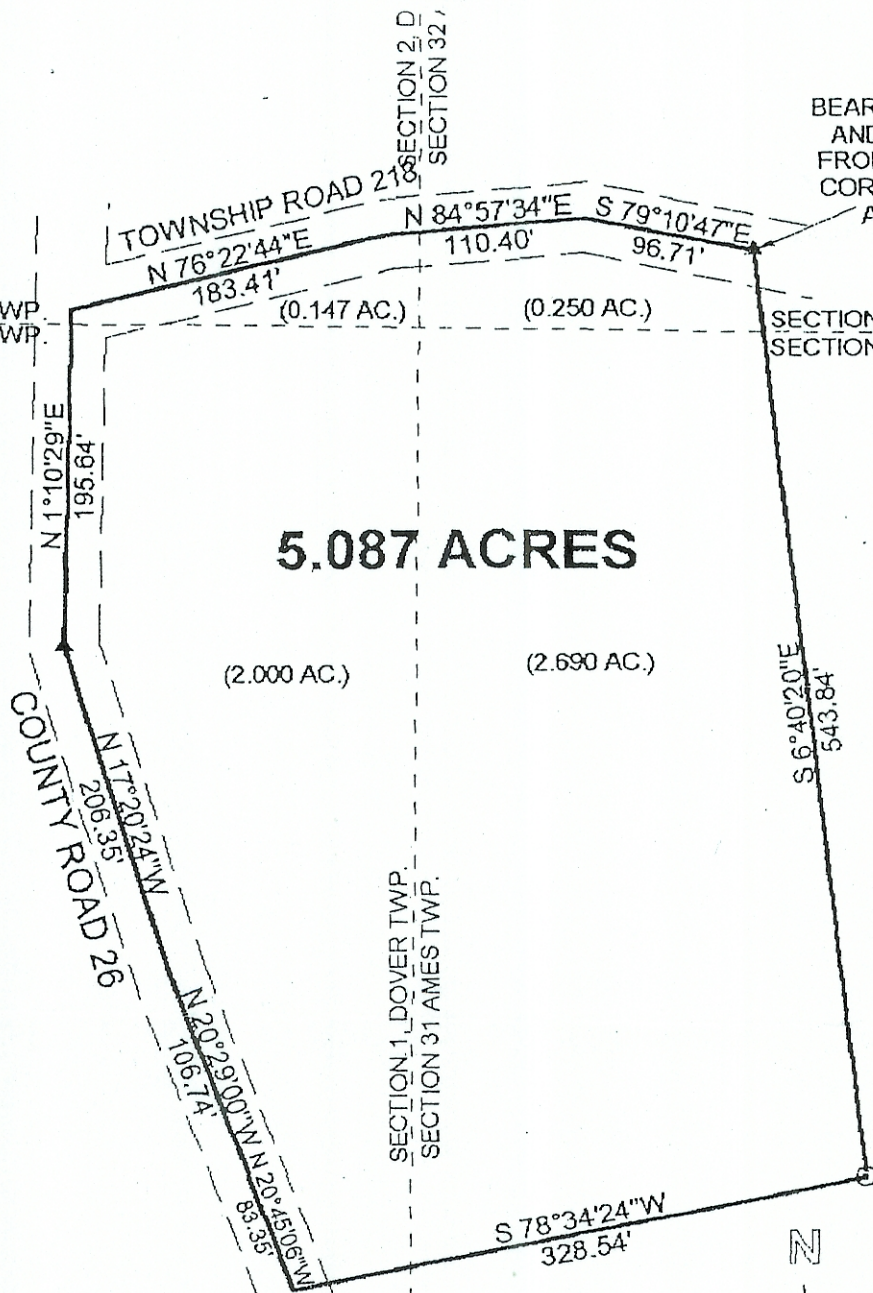 SECTION 2, D
SECTION 32,
BEAR
AND
FRO
COR
A
TOWNSHIP ROAD 218
N 76°22'44"E
183.41'
N 84°57'34"E
110.40'
S 79°10'47"E
96.71'
WP.
WP.
(0.147 AC.)
(0.250 AC.)
SECTION
SECTION
N 1°10'29"E
195.64'
5.087 ACRES
(2.000 AC.)
(2.690 AC.)
S 6°40'20"E
543.84'
COUNTY ROAD 26
N 17°20'24"W
206.35'
SECTION 1, DOVER TWP.
SECTION 31 AMES TWP.
N 20°29'00"W
106.74'
N 20°45'06"W
83.35'
S 78°34'24"W
328.54'
N